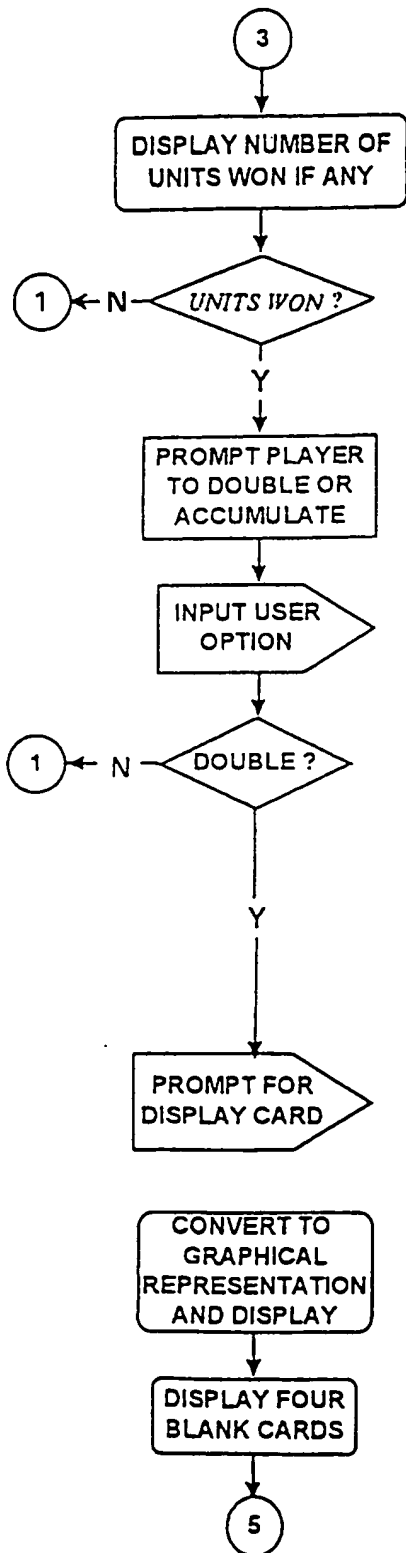 3
DISPLAY NUMBER OF
UNITS WON IF ANY
1
N
UNITS WON ?
Y
PROMPT PLAYER
TO DOUBLE OR
ACCUMULATE
INPUT USER
OPTION
1
N
DOUBLE ?
Y
PROMPT FOR
DISPLAY CARD
CONVERT TO
GRAPHICAL
REPRESENTATION
AND DISPLAY
DISPLAY FOUR
BLANK CARDS
5